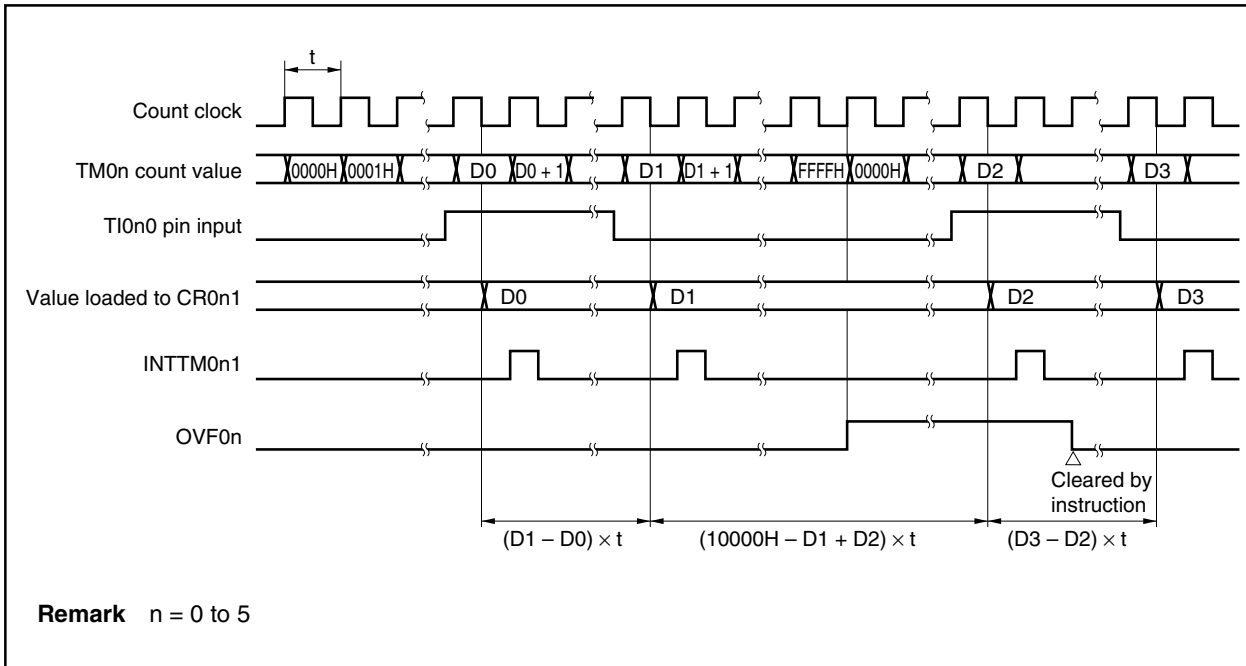 t
Count clock
TM0n count value
0000H 0001H D0 D0 + 1 D1 D1 + 1 FFFFH 0000H D2 D3
TI0n0 pin input
Value loaded to CR0n1
D0 D1 D2 D3
INTTM0n1
OVF0n
Cleared by
instruction
(D1 – D0) × t (10000H – D1 + D2) × t (D3 – D2) × t
Remark n = 0 to 5